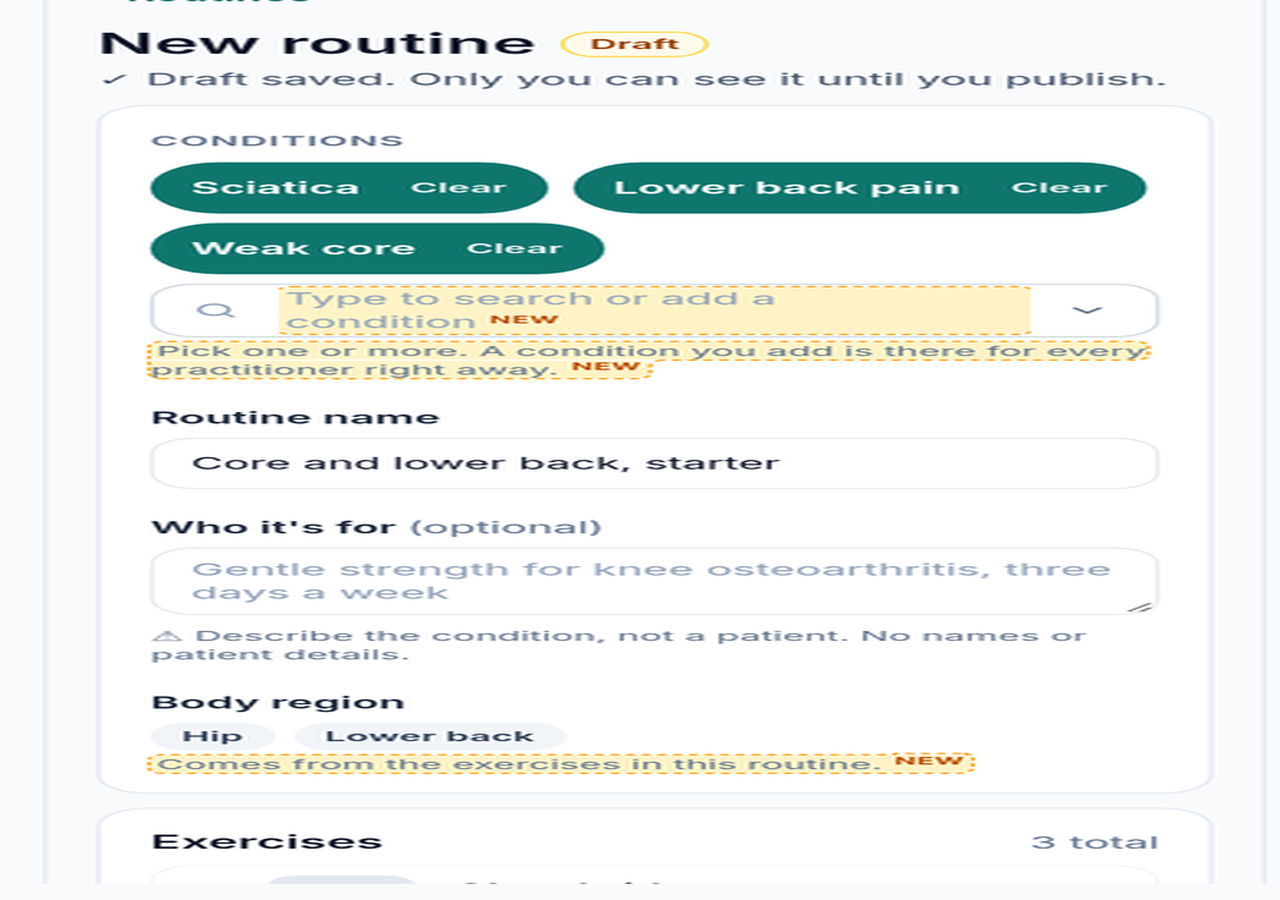 New routine Draft
✓ Draft saved. Only you can see it until you publish.
CONDITIONS
Sciatica Clear Lower back pain Clear
Weak core Clear
Type to search or add a
condition NEW
Pick one or more. A condition you add is there for every
practitioner right away. NEW
Routine name
Core and lower back, starter
Who it's for (optional)
Gentle strength for knee osteoarthritis, three
days a week
⚠ Describe the condition, not a patient. No names or
patient details.
Body region
Hip Lower back
Comes from the exercises in this routine. NEW
Exercises 3 total